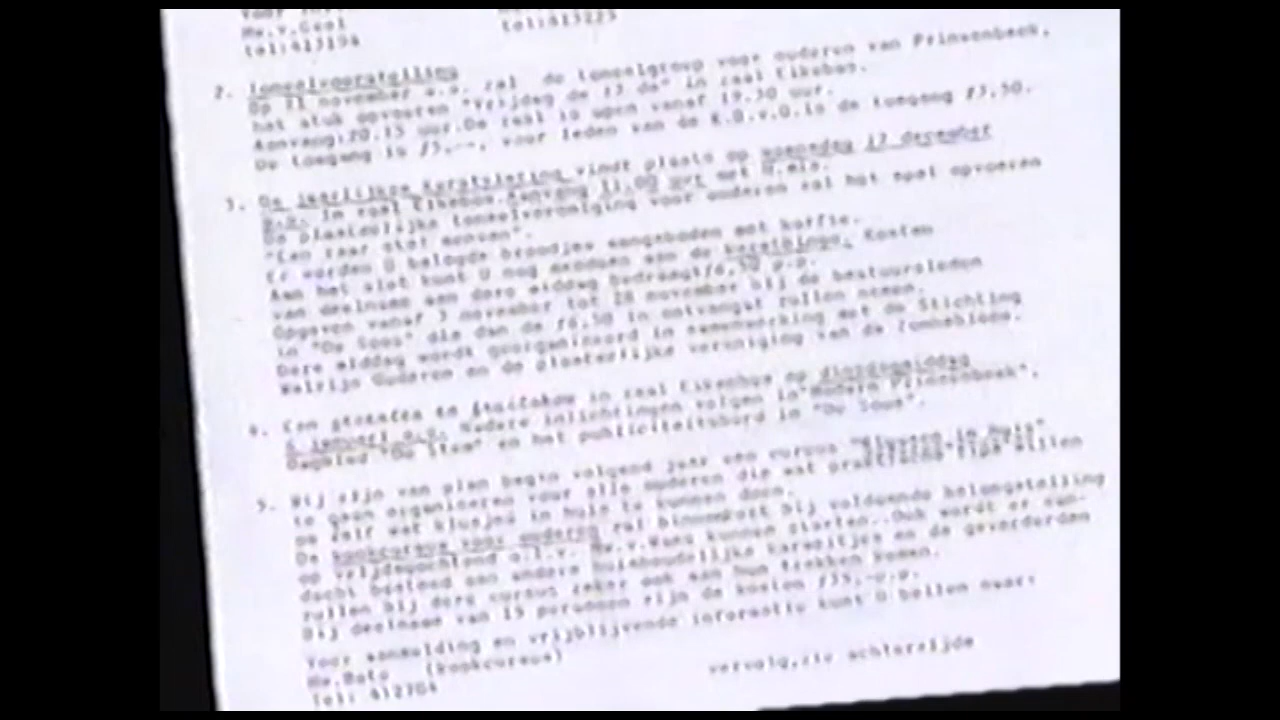 tel:413194
tel:413225
2. Toneelvoorstelling
Op 21 november a.s. zal de toneelgroep voor ouderen van Prinsenbeek,
het stuk opvoeren "Vrijdag de 13 de" in zaal Eikebos.
Aanvang:20.15 uur.De zaal is open vanaf 19.30 uur.
De toegang is f5,--, voor leden van de K.B.v.O.is de toegang f3,50.
3. De jaarlijkse Kerstviering vindt plaats op woensdag 17 december
a.s. in zaal Eikebos.Aanvang 11.00 uur met
De plaatselijke toneelvereniging voor ouderen zal het spel opvoeren
"Een raar stel mensen".
Er worden U belegde broodjes aangeboden met koffie.
Aan het slot kunt U nog meedoen aan de kerstbingo. Kosten
van deelname aan deze middag bedraagt f6,50 p.p.
Opgeven vanaf 3 november tot 28 november bij de bestuursleden
in "De Soos" die dan de f6.50 in ontvangst zullen nemen.
Deze middag wordt georganiseerd in samenwerking met de Stichting
Welzijn Ouderen en de plaatselijke vereniging van de Zonnebloem.
4. Een in zaal Eikenhoe op dinsdagmiddag
6 januari a.s. Nadere inlichtingen volgen in "Modern Prinsenbeek",
Dagblad "De Stem" en het publiciteitsbord in "De Soos".
5. Wij zijn van plan begin volgend jaar een cursus "Klussen in Huis"
te gaan organiseren voor alle ouderen die wat praktische tips willen
om zelf wat klusjes in huis te kunnen doen.
De kookcursus voor ouderen zal binnenkort bij voldoende belangstelling
op vrijdagochtend o.l.v. Mw.v. kunnen starten..Ook wordt er aan-
dacht besteed aan andere huishoudelijke karweitjes en de gevorderden
zullen bij deze cursus zeker ook aan hun trekken komen.
Bij deelname van 15 personen zijn de kosten f35,-p.p.
Voor aanmelding en vrijblijvende informatie kunt U bellen naar:
Mw.Bato (kookcursus)
Tel: 412704
vervolg,zie achterzijde